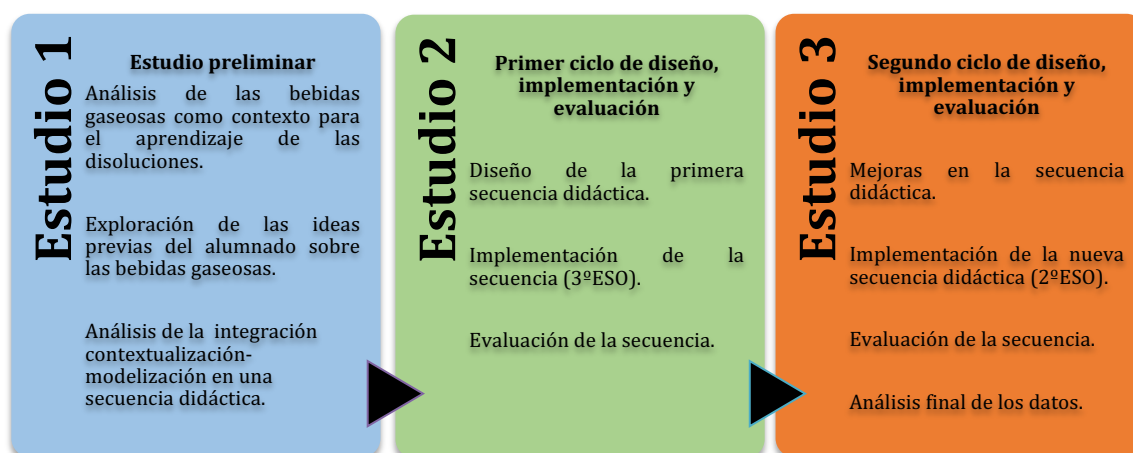 Estudio 1
Estudio preliminar
Análisis de las bebidas
gaseosas como contexto para
el aprendizaje de las
disoluciones.
Exploración de las ideas
previas del alumnado sobre
las bebidas gaseosas.
Análisis de la integración
contextualización-
modelización en una
secuencia didáctica.
Estudio 2
Primer ciclo de diseño,
implementación y
evaluación
Diseño de la primera
secuencia didáctica.
Implementación de la
secuencia (3ºESO).
Evaluación de la secuencia.
Estudio 3
Segundo ciclo de diseño,
implementación y
evaluación
Mejoras en la secuencia
didáctica.
Implementación de la nueva
secuencia didáctica (2ºESO).
Evaluación de la secuencia.
Análisis final de los datos.